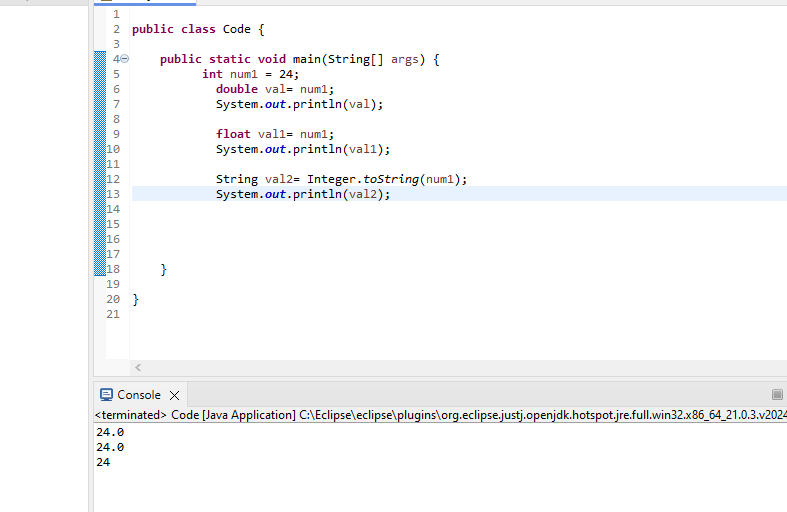 1
2 public class Code {
3
4 public static void main(String[] args) {
5 int num1 = 24;
6 double val= num1;
7 System.out.println(val);
8
9 float val1= num1;
10 System.out.println(val1);
11
12 String val2= Integer.toString(num1);
13 System.out.println(val2);
14
15
16
17
18 }
19
20 }
21
Console
<terminated> Code [Java Application] C:\Eclipse\eclipse\plugins\org.eclipse.justj.openjdk.hotspot.jre.full.win32.x86_64_21.0.3.v2024
24.0
24.0
24